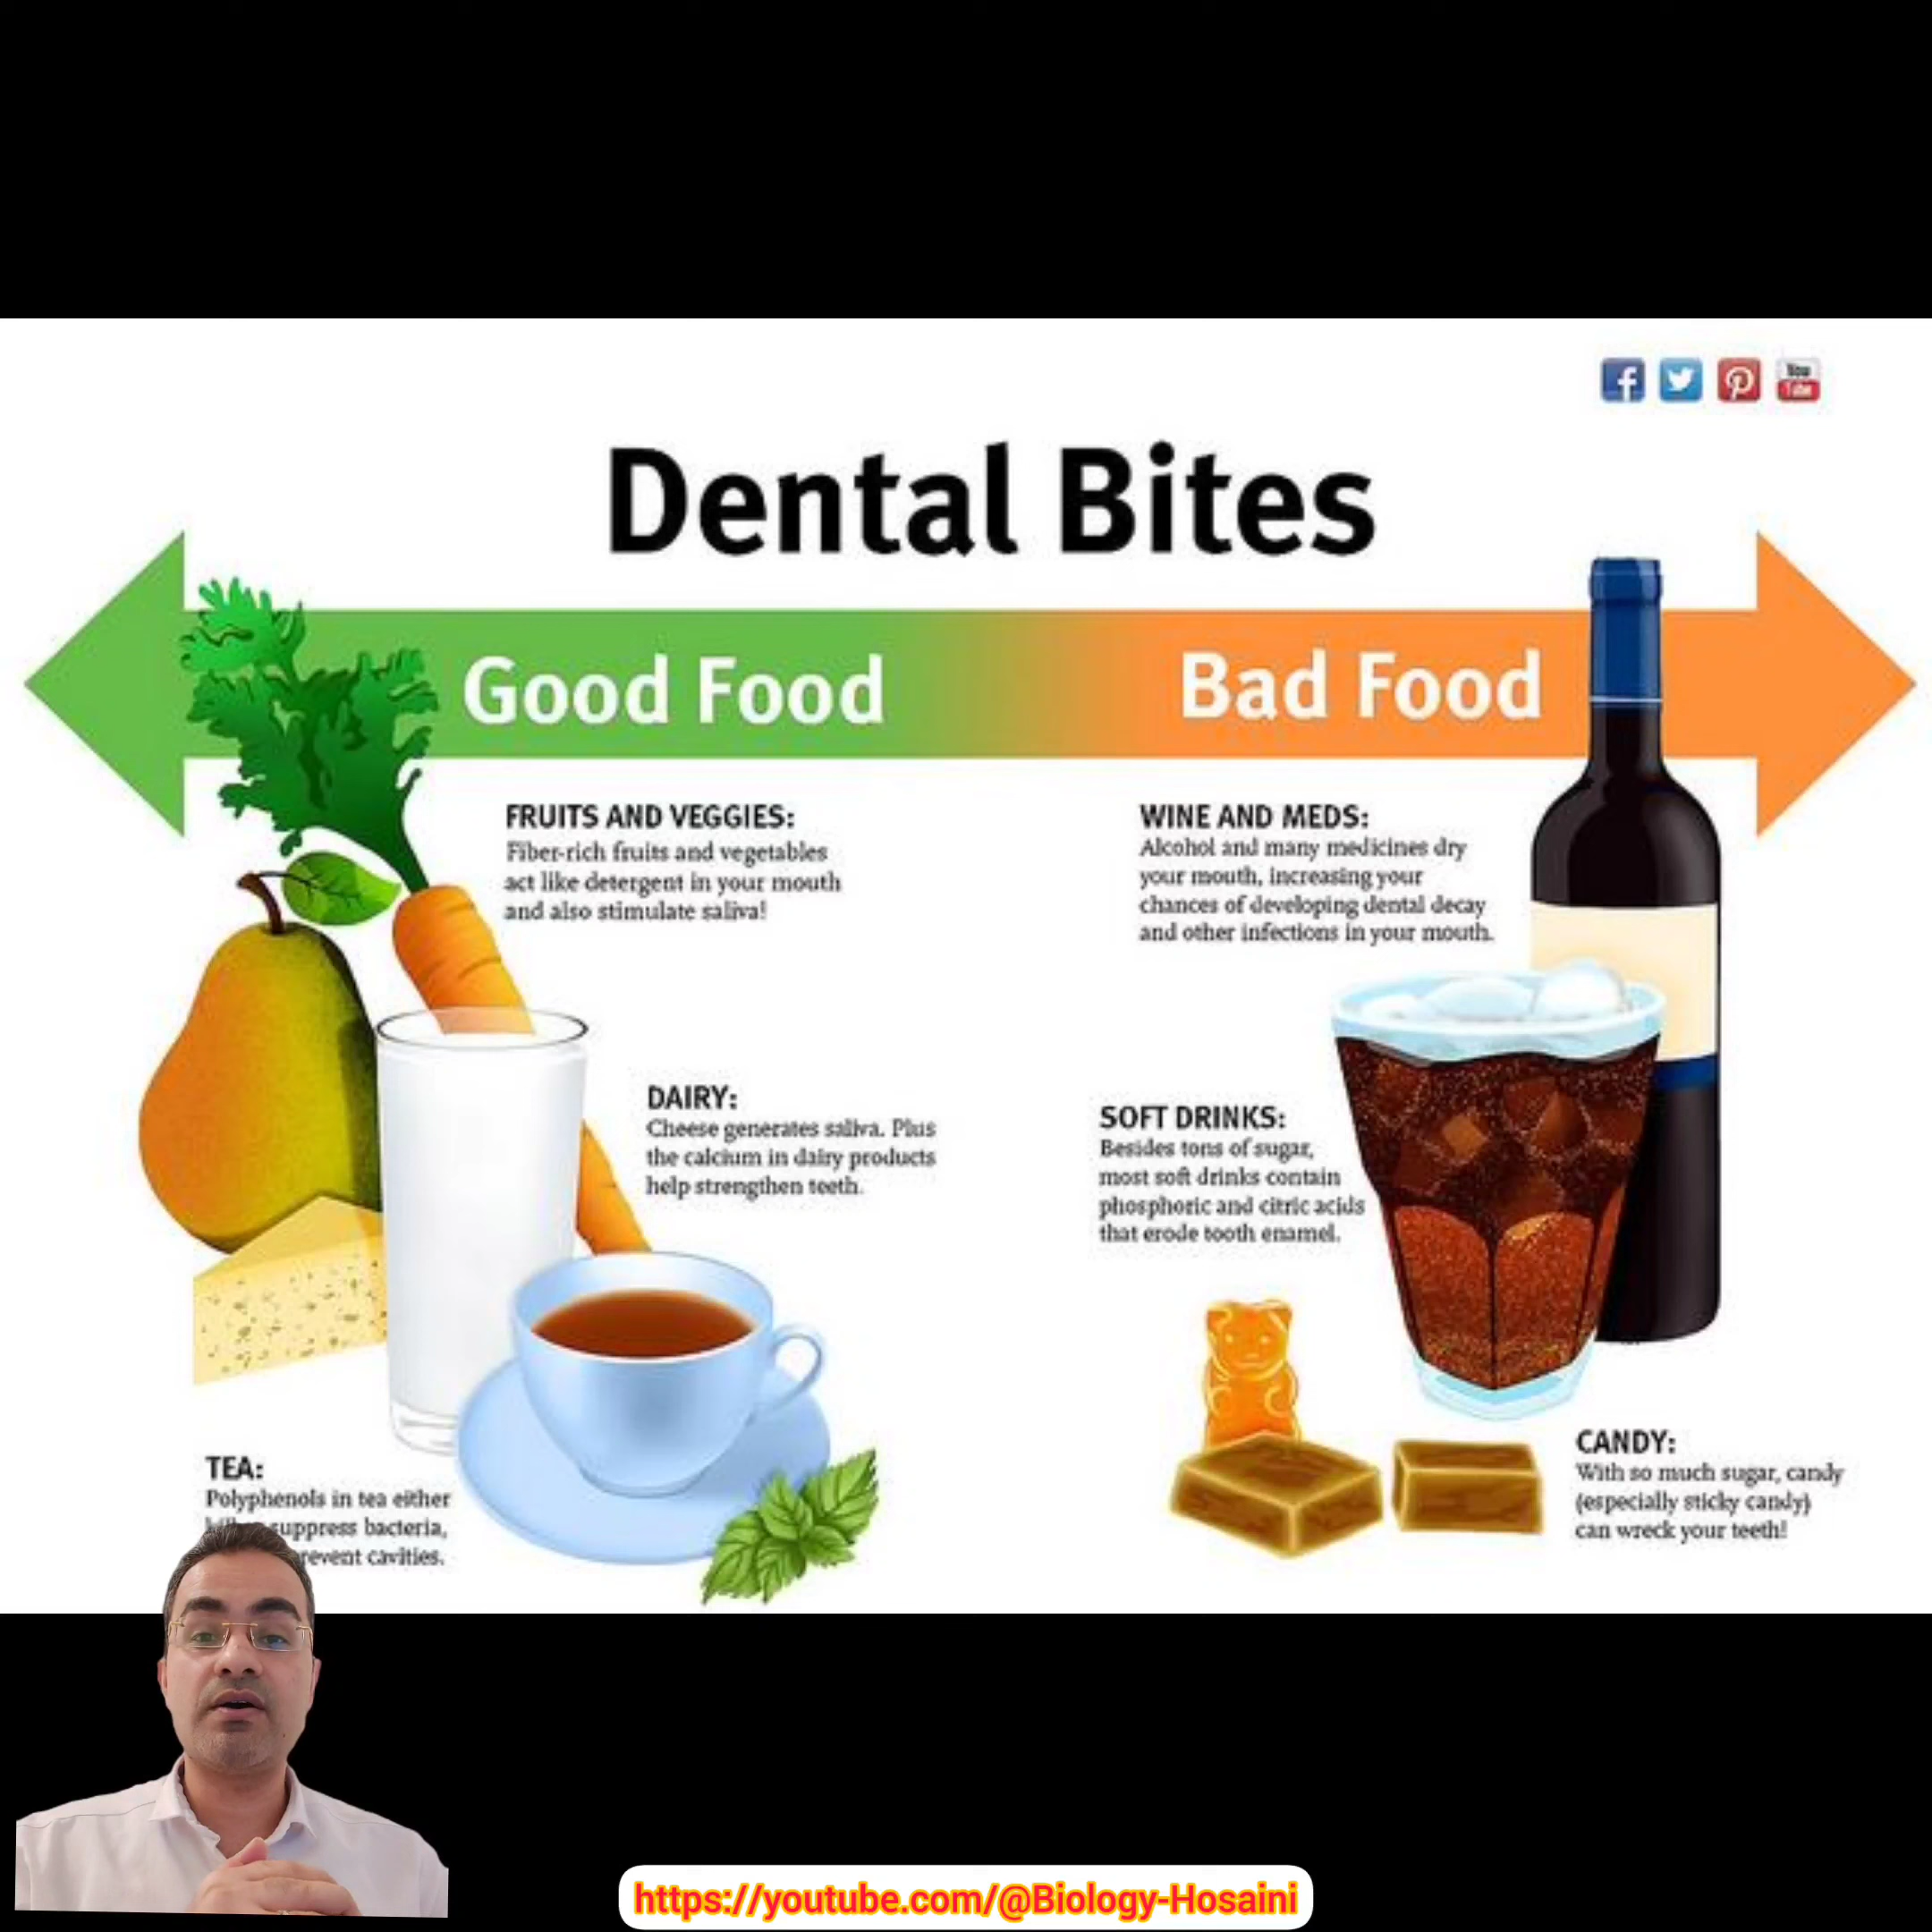 You
Tube
Dental Bites
Good Food
Bad Food
FRUITS AND VEGGIES:
Fiber-rich fruits and vegetables
act like detergent in your mouth
and also stimulate saliva!
DAIRY:
Cheese generates saliva. Plus
the calcium in dairy products
help strengthen teeth.
TEA:
Polyphenols in tea either
suppress bacteria,
prevent cavities.
WINE AND MEDS:
Alcohol and many medicines dry
your mouth, increasing your
chances of developing dental decay
and other infections in your mouth.
SOFT DRINKS:
Besides tons of sugar,
most soft drinks contain
phosphoric and citric acids
that erode tooth enamel.
CANDY:
With so much sugar, candy
(especially sticky candy)
can wreck your teeth!
https://youtube.com/@Biology-Hosaini